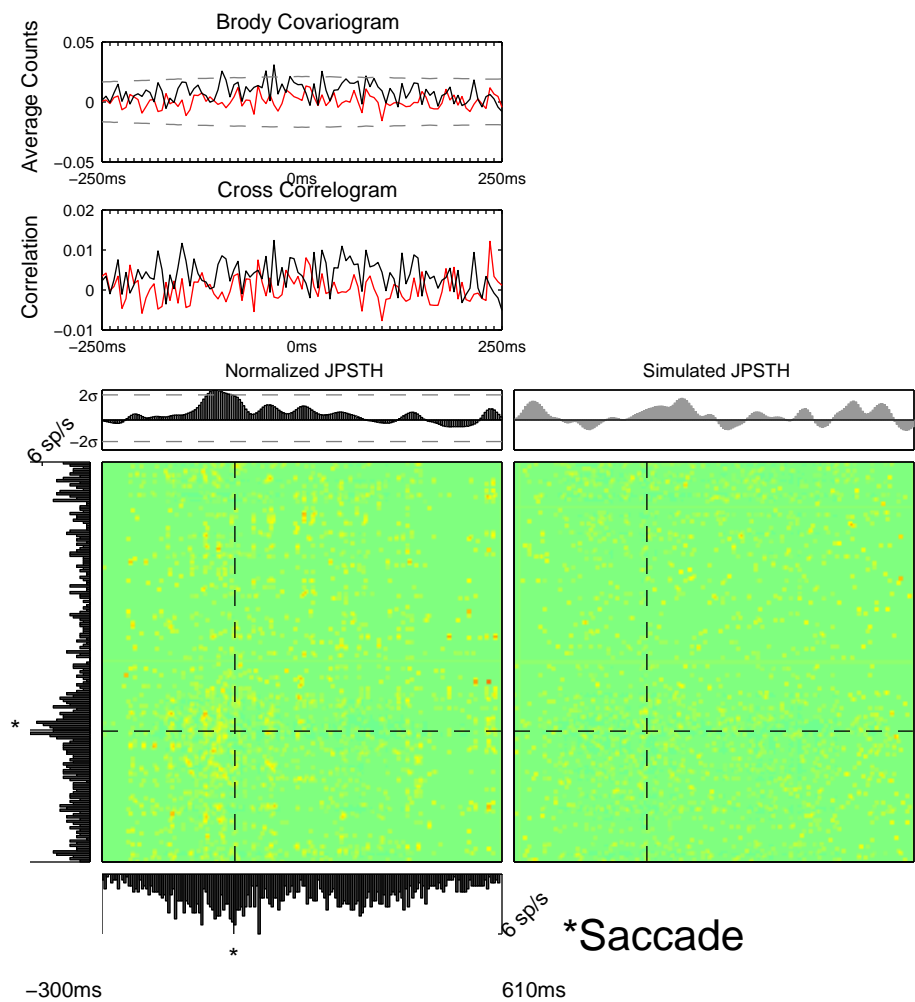 Brody Covariogram
Average Counts
0.05
0
−0.05
−250ms 0ms 250ms
Cross Correlogram
Correlation
0.02
0.01
0
−0.01
−250ms 0ms 250ms
Normalized JPSTH Simulated JPSTH
2σ
−2σ
6 sp/s
*
6 sp/s
*
*Saccade
−300ms 610ms